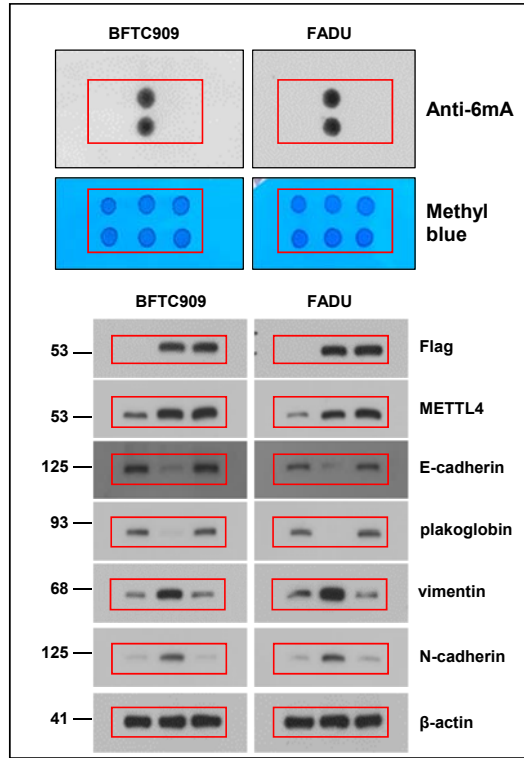 BFTC909 FADU
Anti-6mA
Methyl
blue
BFTC909 FADU
53 Flag
53 METTL4
125 E-cadherin
93 plakoglobin
68 vimentin
125 N-cadherin
41 β-actin